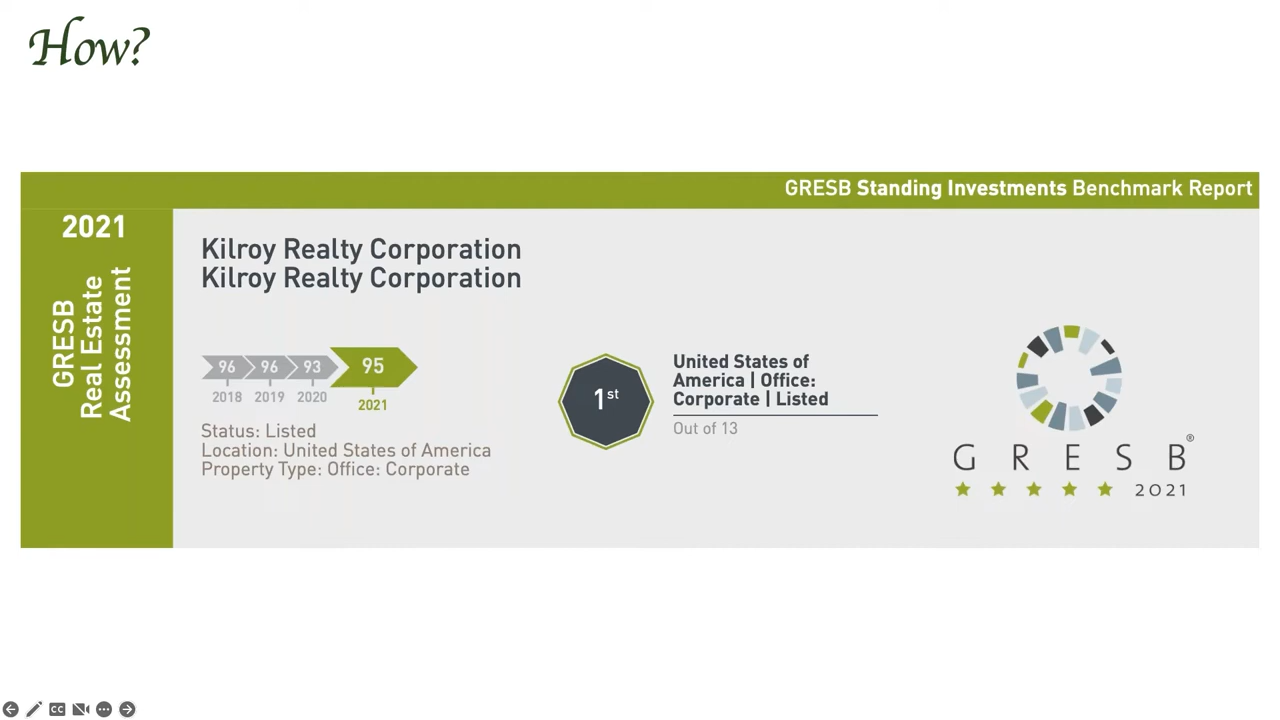 How?
GRESB Standing Investments Benchmark Report
2021
GRESB
Real Estate
Assessment
Kilroy Realty Corporation
Kilroy Realty Corporation
96 96 93 95
2018 2019 2020 2021
Status: Listed
Location: United States of America
Property Type: Office: Corporate
1st
United States of
America | Office:
Corporate | Listed
Out of 13
G R E S B®
2021
CC